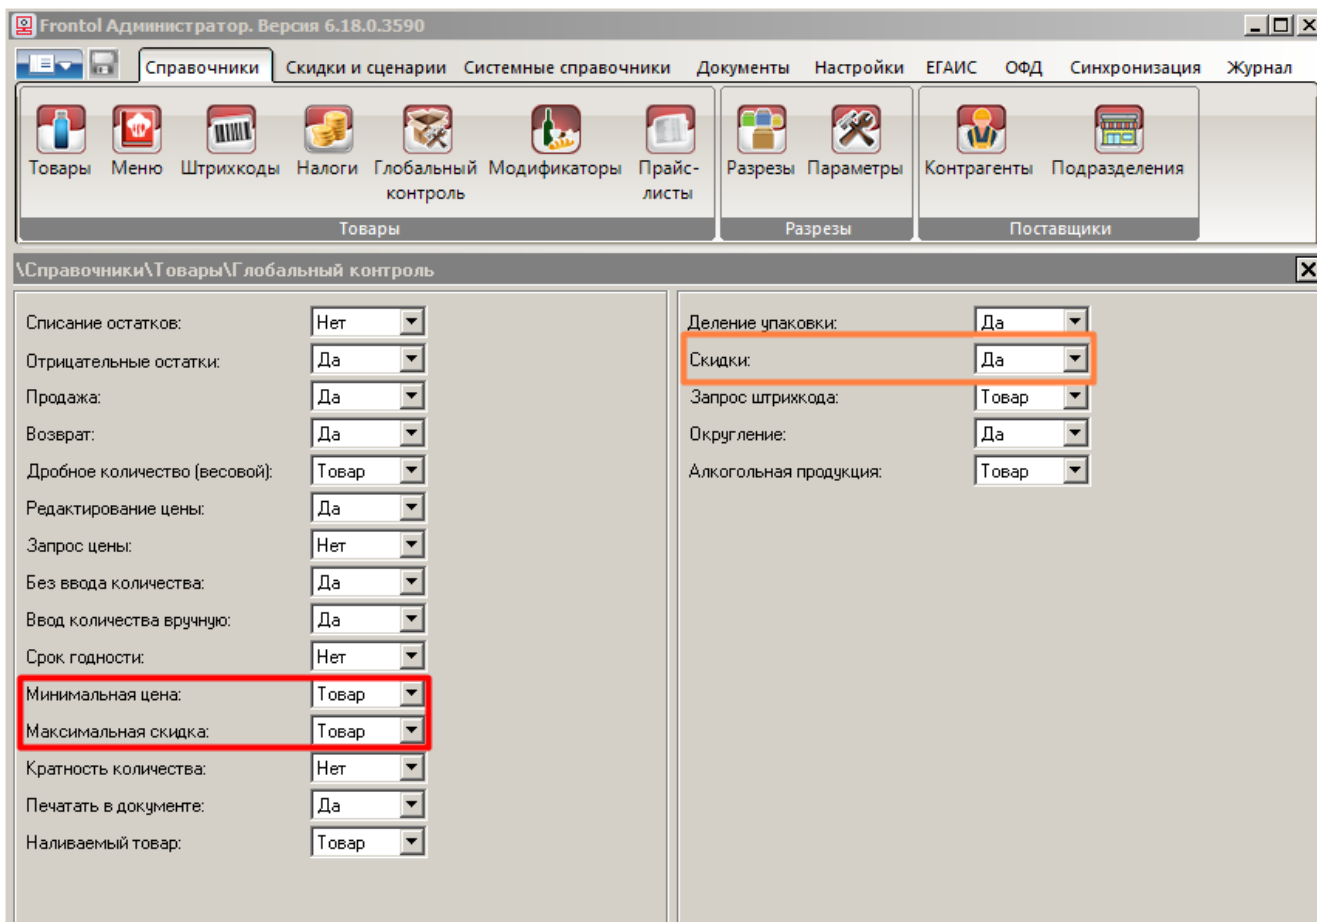 Frontol Администратор. Версия 6.18.0.3590
Справочники Скидки и сценарии Системные справочники Документы Настройки ЕГАИС ОФД Синхронизация Журнал
Товары Меню Штрихкоды Налоги Глобальный контроль Модификаторы Прайс-листы Разрезы Параметры Контрагенты Подразделения
Товары Разрезы Поставщики
\Справочники\Товары\Глобальный контроль
Списание остатков: Нет
Отрицательные остатки: Да
Продажа: Да
Возврат: Да
Дробное количество (весовой): Товар
Редактирование цены: Да
Запрос цены: Нет
Без ввода количества: Да
Ввод количества вручную: Да
Срок годности: Нет
Минимальная цена: Товар
Максимальная скидка: Товар
Кратность количества: Нет
Печатать в документе: Да
Наливаемый товар: Товар
Деление упаковки: Да
Скидки: Да
Запрос штрихкода: Товар
Округление: Да
Алкогольная продукция: Товар